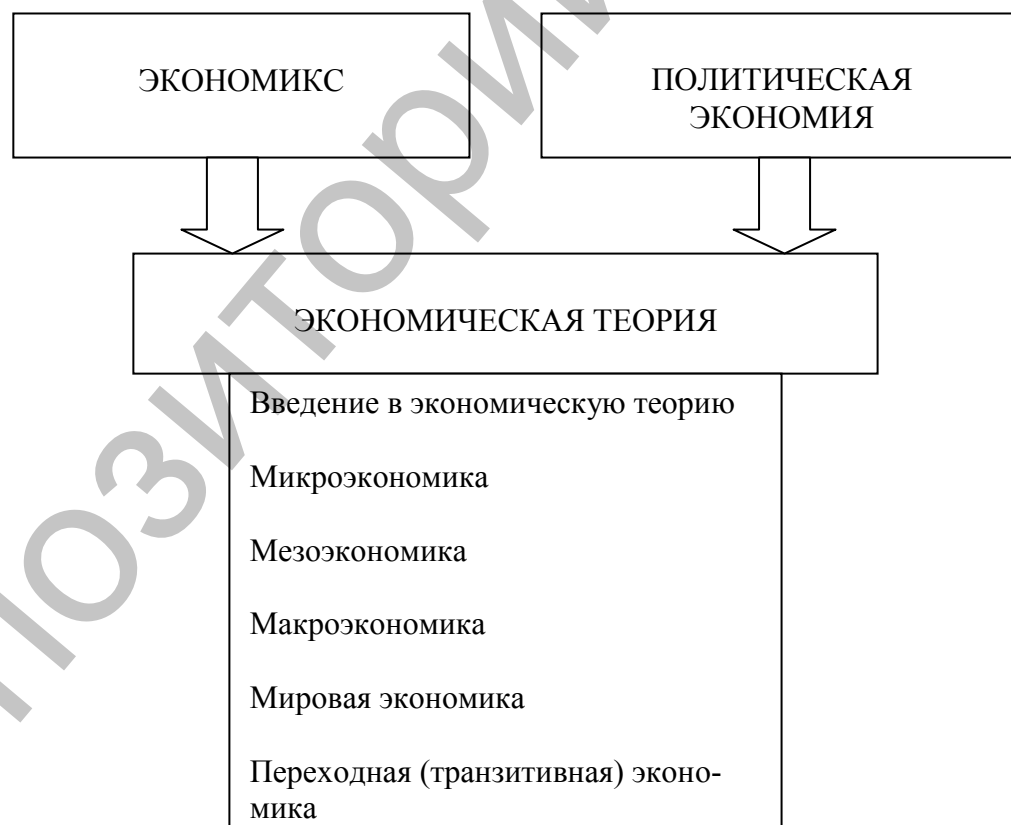 ЭКОНОМИКС
ПОЛИТИЧЕСКАЯ
ЭКОНОМИЯ
ЭКОНОМИЧЕСКАЯ ТЕОРИЯ
Введение в экономическую теорию
Микроэкономика
Мезоэкономика
Макроэкономика
Мировая экономика
Переходная (транзитивная) эконо-
мика